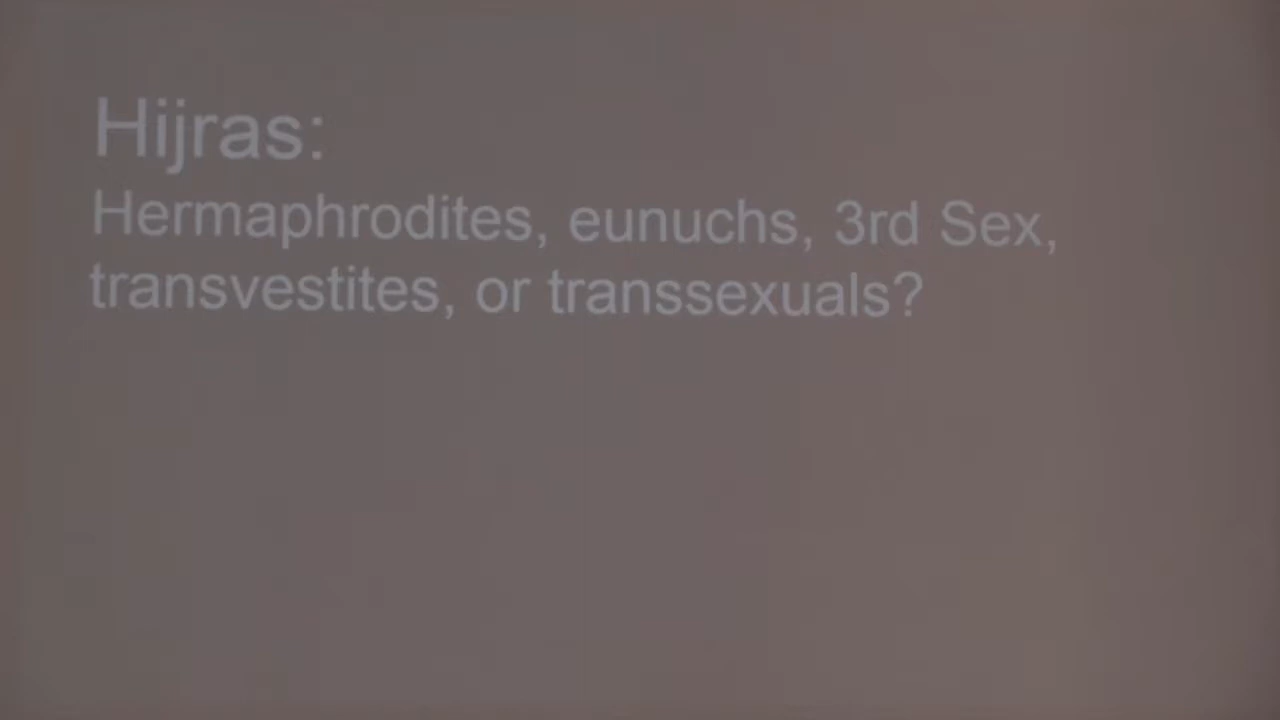 Hijras:
Hermaphrodites, eunuchs, 3rd Sex,
transvestites, or transsexuals?